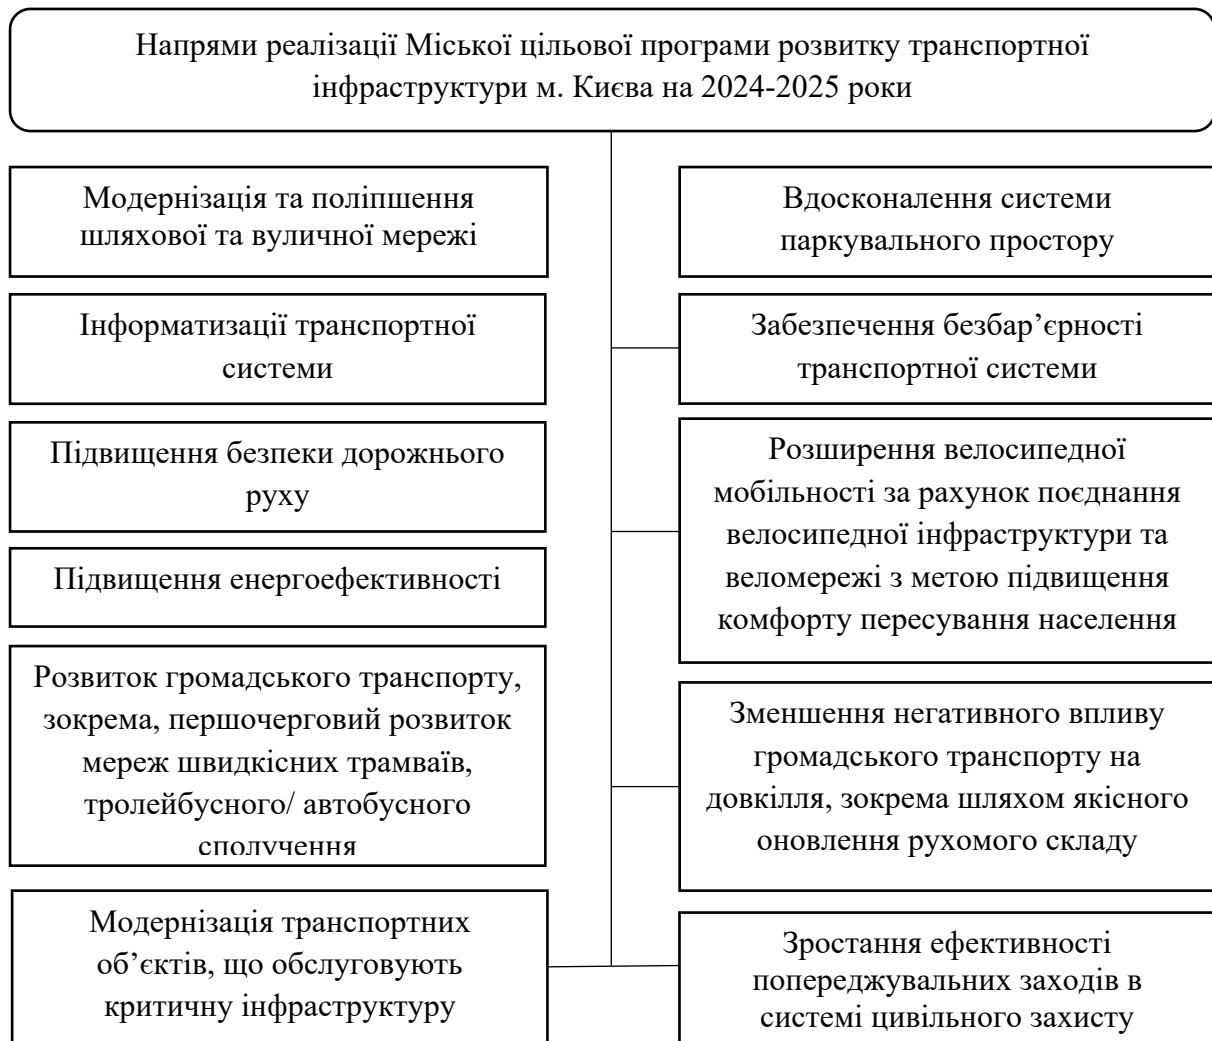 Напрями реалізації Міської цільової програми розвитку транспортної
інфраструктури м. Києва на 2024-2025 роки
Модернізація та поліпшення
шляхової та вуличної мережі
Інформатизації транспортної
системи
Підвищення безпеки дорожнього
руху
Підвищення енергоефективності
Розвиток громадського транспорту,
зокрема, першочерговий розвиток
мереж швидкісних трамваїв,
тролейбусного/ автобусного
сполучення
Модернізація транспортних
об’єктів, що обслуговують
критичну інфраструктуру
Вдосконалення системи
паркувального простору
Забезпечення безбар’єрності
транспортної системи
Розширення велосипедної
мобільності за рахунок поєднання
велосипедної інфраструктури та
веломережі з метою підвищення
комфорту пересування населення
Зменшення негативного впливу
громадського транспорту на
довкілля, зокрема шляхом якісного
оновлення рухомого складу
Зростання ефективності
попереджувальних заходів в
системі цивільного захисту